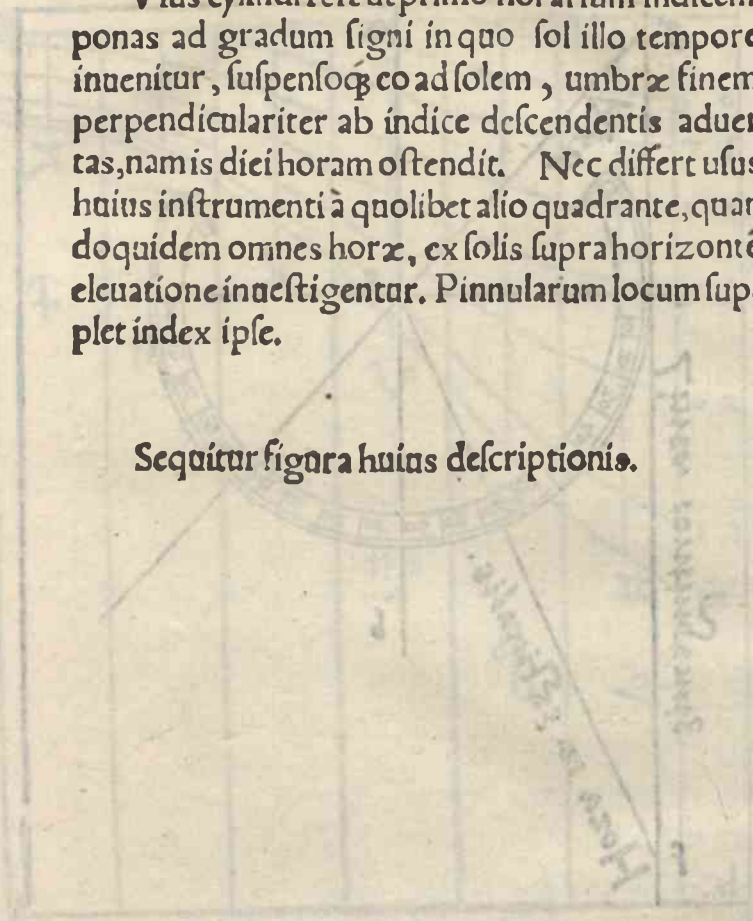 ponas ad gradum ſigni in quo ſol illo tempore
inuenitur, ſuſpenſoqꝫ eo ad ſolem, umbræ finem
perpendiculariter ab indice deſcendentis aduer
tas, nam is diei horam oſtendit. Nec differt uſus
huius inſtrumenti à quolibet alio quadrante, quan
doquidem omnes horæ, ex ſolis ſupra horizontē
eleuatione inueſtigentur. Pinnularum locum ſup
plet index ipſe.
Sequitur figura huius deſcriptionis.